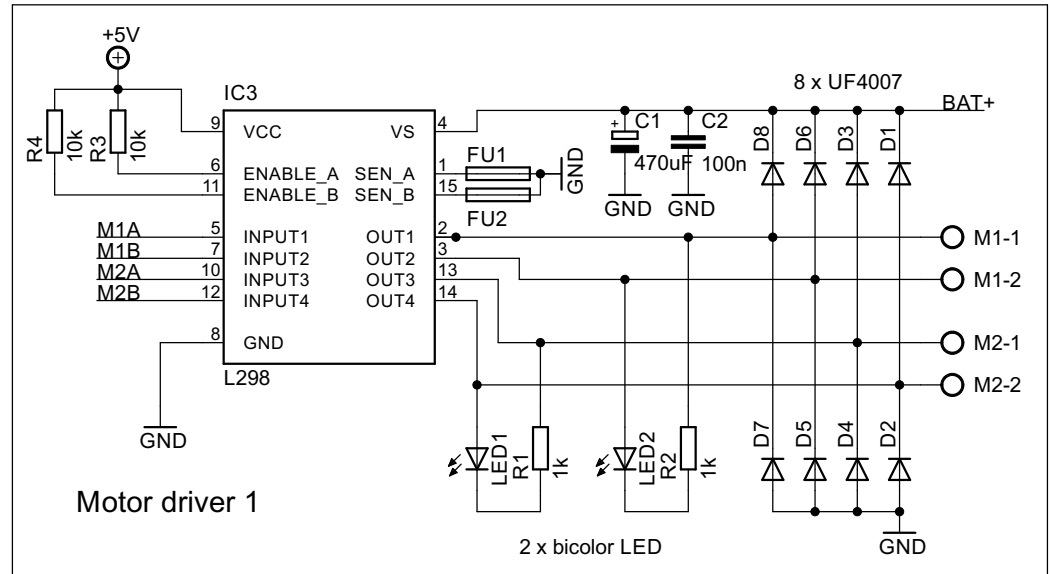 +5V
IC3
8 x UF4007
BAT+
R4
10k
R3
10k
9
VCC
VS
4
+
C1
470uF
C2
100n
D8
D6
D3
D1
6
ENABLE_A
SEN_A
1
FU1
GND
11
ENABLE_B
SEN_B
15
FU2
GND
GND
M1A
5
INPUT1
OUT1
2
M1-1
M1B
7
INPUT2
OUT2
3
M1-2
M2A
10
INPUT3
OUT3
13
M2B
12
INPUT4
OUT4
14
8
GND
M2-1
L298
M2-2
GND
LED1
R1
1k
LED2
R2
1k
D7
D5
D4
D2
Motor driver 1
2 x bicolor LED
GND